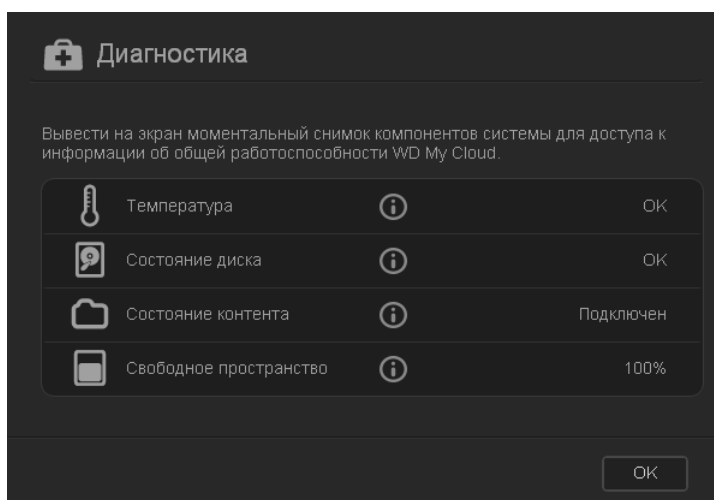 Диагностика
Вывести на экран моментальный снимок компонентов системы для доступа к
информации об общей работоспособности WD My Cloud.
Температура OK
Состояние диска OK
Состояние контента Подключен
Свободное пространство 100%
OK